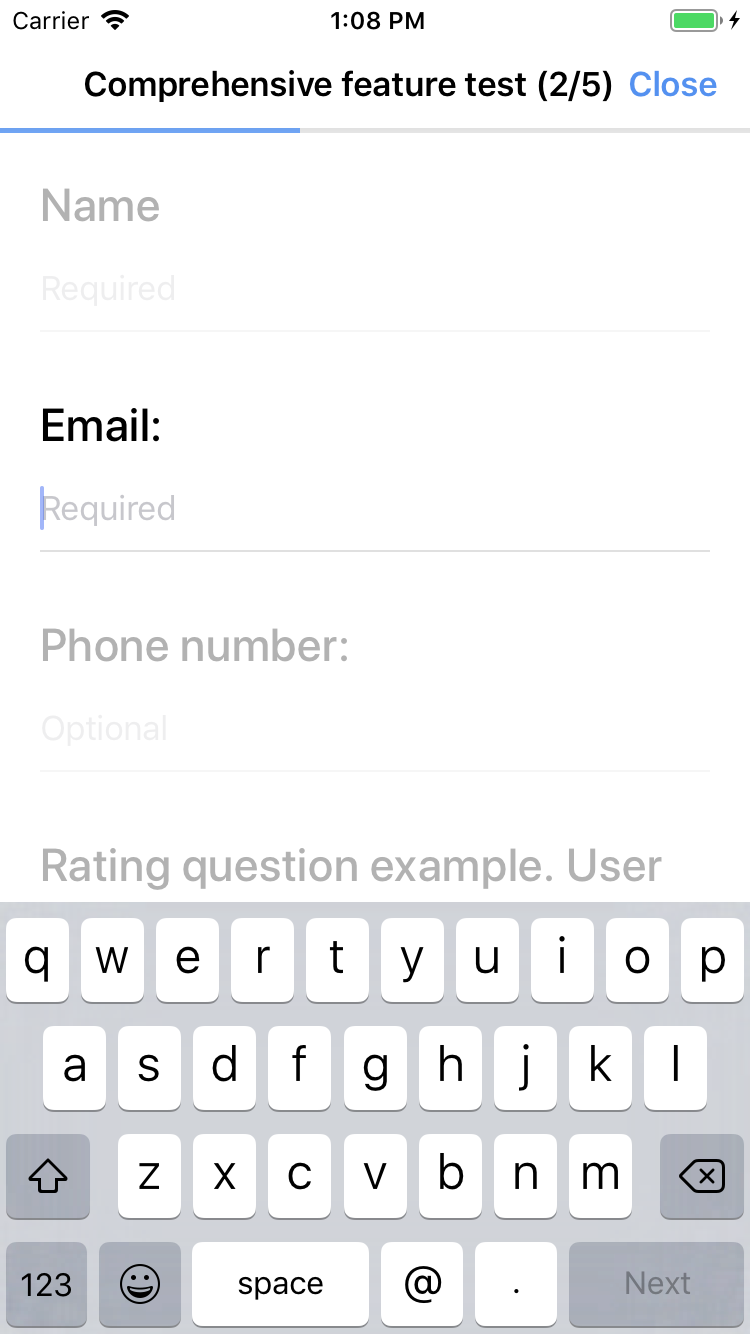 Carrier 1:08 PM
Comprehensive feature test (2/5) Close
Name
Required
Email:
Required
Phone number:
Optional
Rating question example. User
q w e r t y u i o p
a s d f g h j k l
z x c v b n m
123 space @ . Next